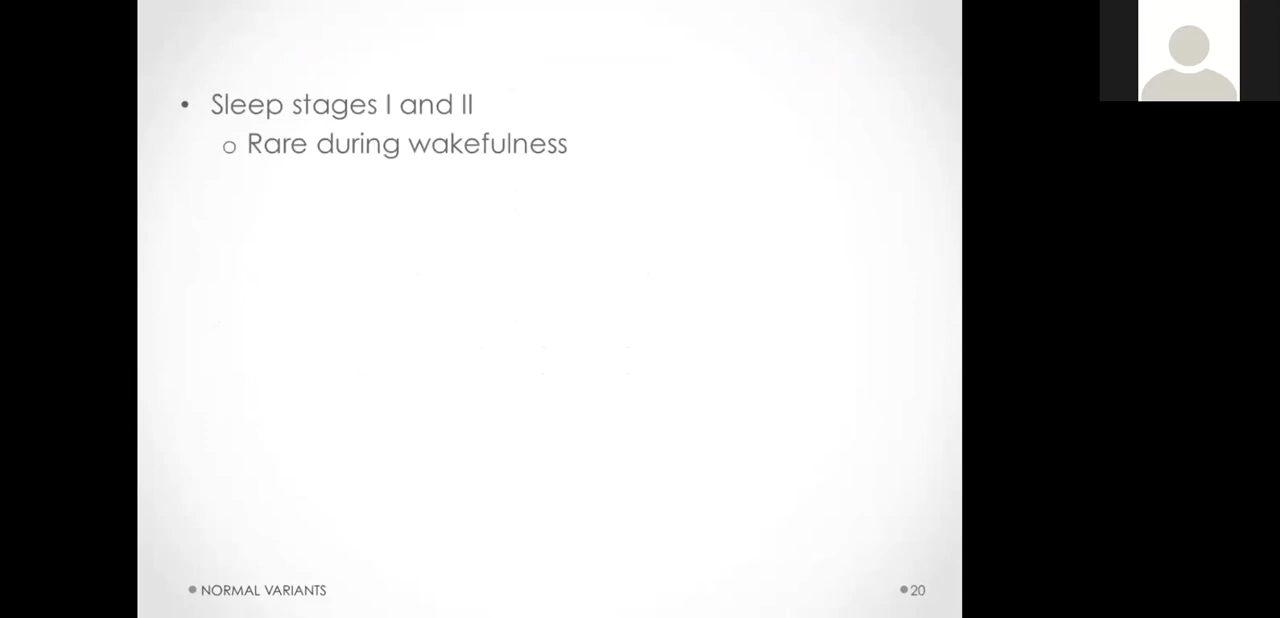 • Sleep stages I and II
o Rare during wakefulness
• NORMAL VARIANTS
• 20